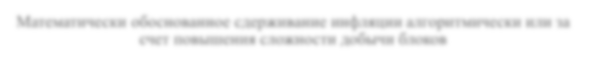 Математически обоснованное сдерживание инфляции алгоритмически или за
счет повышения сложности добычи блоков